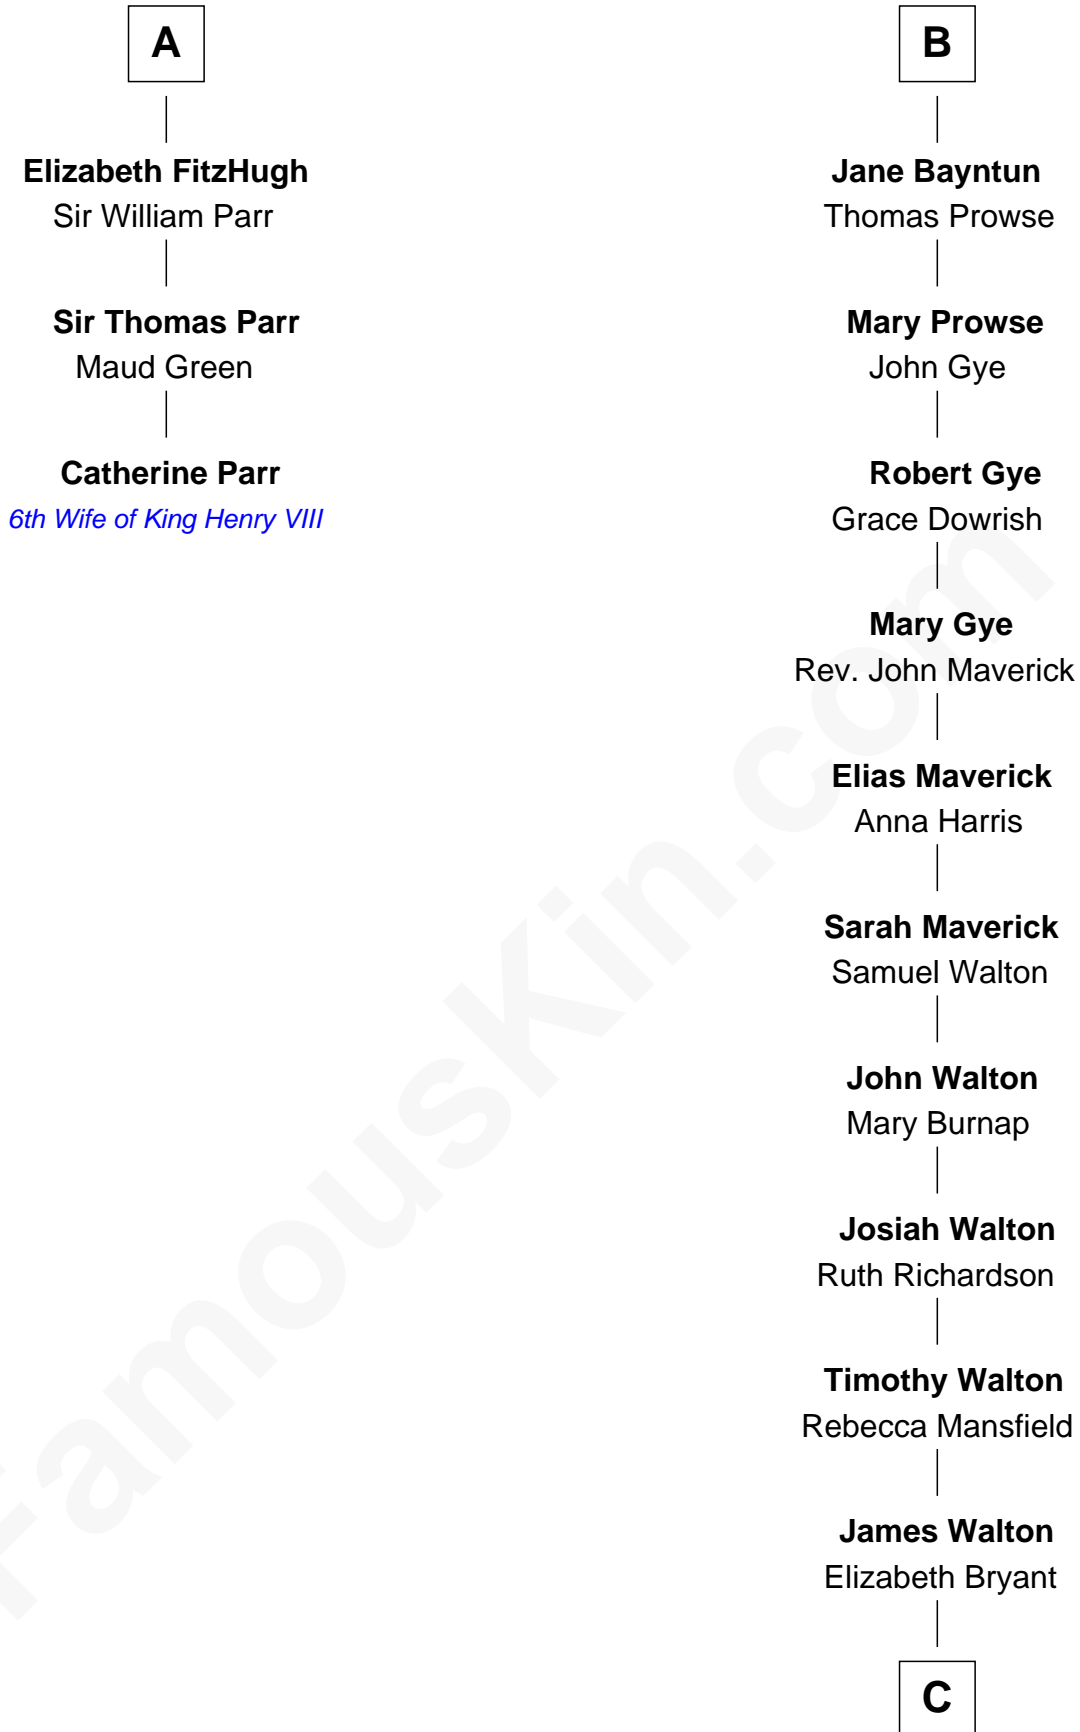 A
Elizabeth FitzHugh
Sir William Parr
Sir Thomas Parr
Maud Green
Catherine Parr
6th Wife of King Henry VIII
B
Jane Bayntun
Thomas Prowse
Mary Prowse
John Gye
Robert Gye
Grace Dowrish
Mary Gye
Rev. John Maverick
Elias Maverick
Anna Harris
Sarah Maverick
Samuel Walton
John Walton
Mary Burnap
Josiah Walton
Ruth Richardson
Timothy Walton
Rebecca Mansfield
James Walton
Elizabeth Bryant
C
FamousKin.com